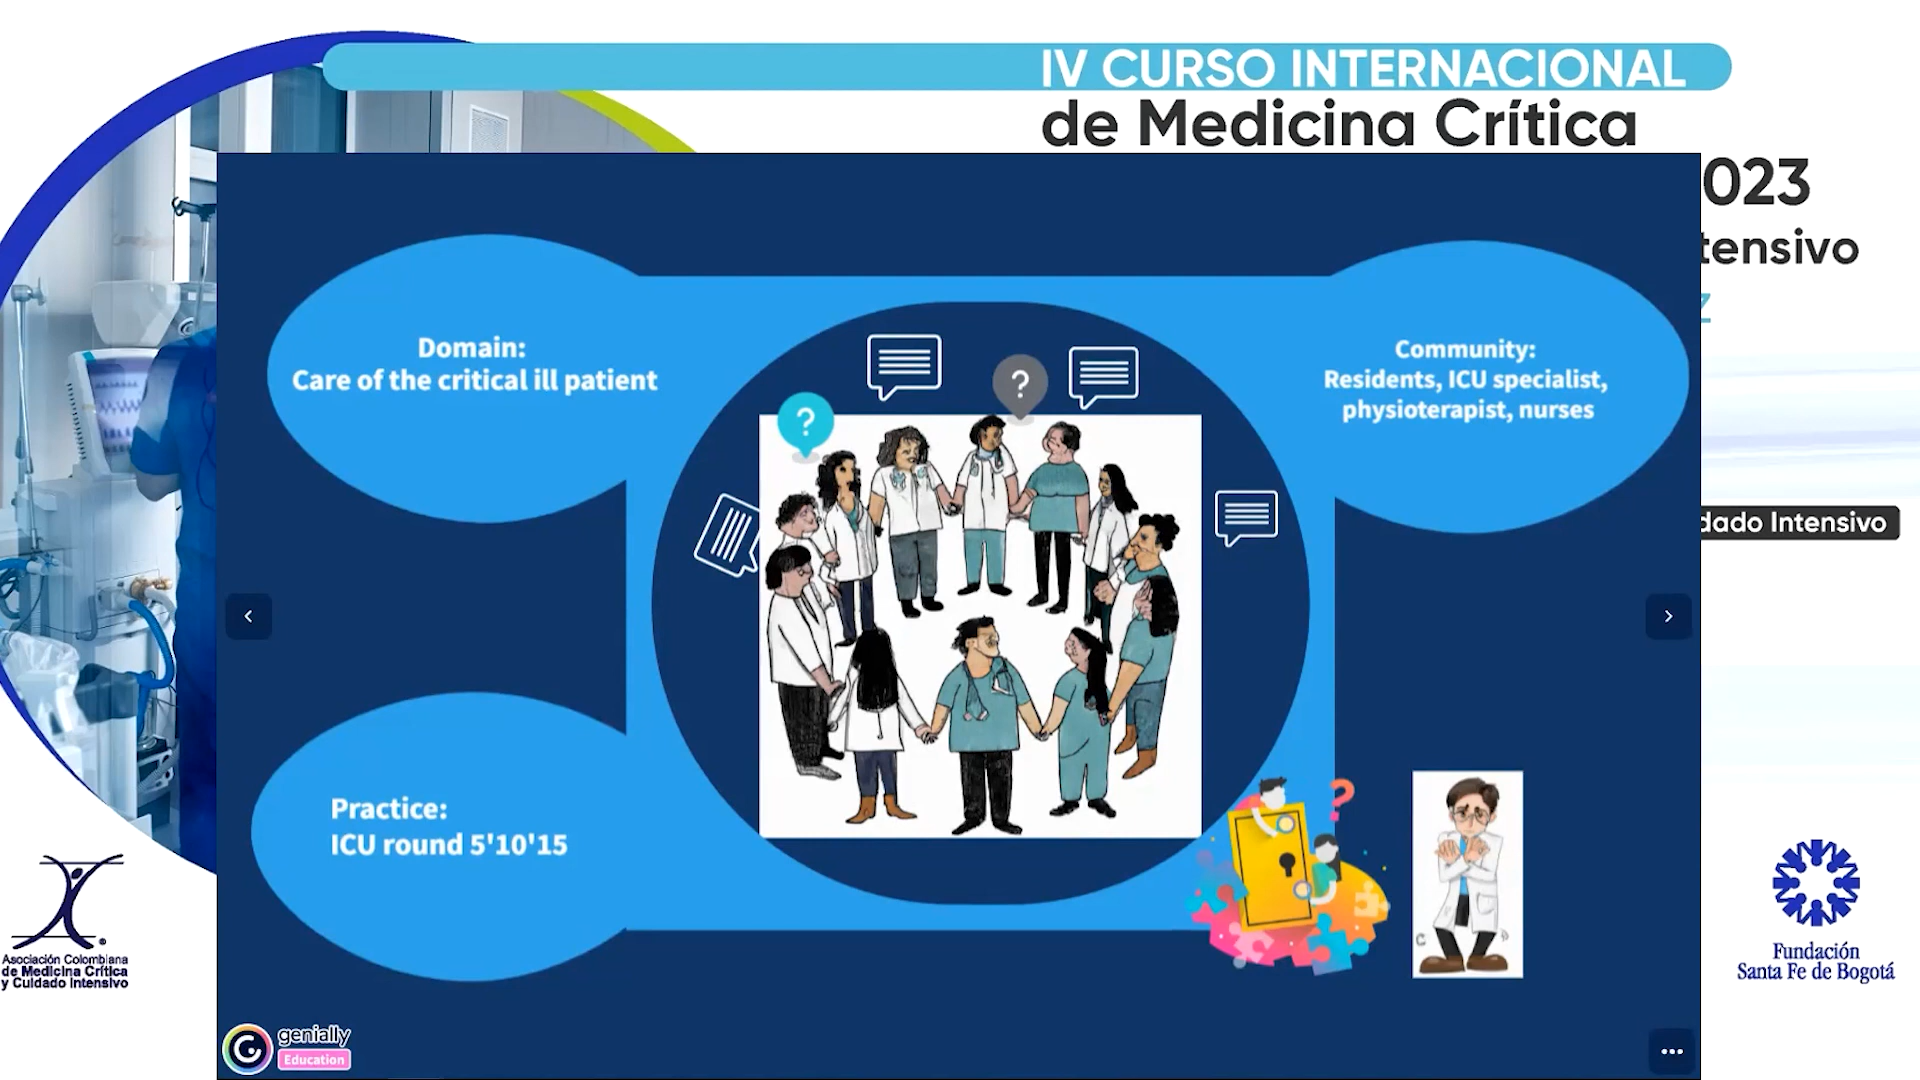 IV CURSO INTERNACIONAL
de Medicina Crítica
023
tensivo
Domain:
Care of the critical ill patient
Community:
Residents, ICU specialist,
physioterapist, nurses
?
?
dado Intensivo
Practice:
ICU round 5'10'15
?
Asociación Colombiana
de Medicina Crítica
y Cuidado Intensivo
Fundación
Santa Fe de Bogotá
genially
Education